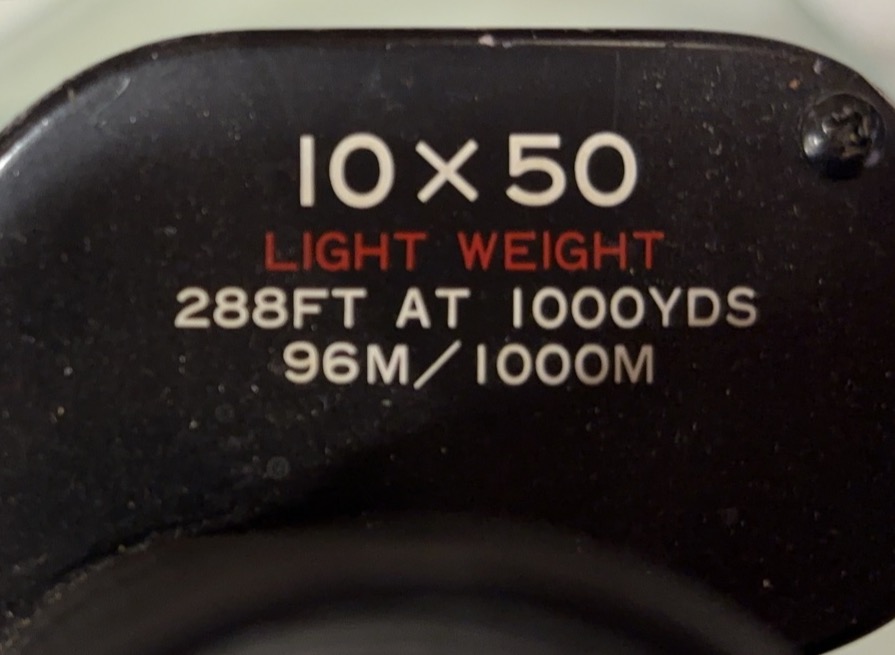 10×50
LIGHT WEIGHT
288FT AT 1000YDS
96M/1000M